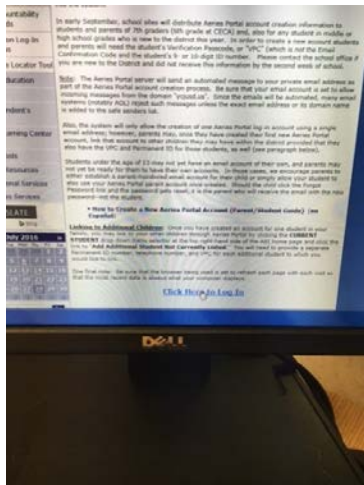 countability
on Log In
Locator Tool
ducation
endent's
arning Center
ools
Resources
onal Services
ss Services
SLATE
July 2016
In early September, school sites will distribute Aeries Portal account creation information to
students and parents of 7th graders (6th grade at CECA) and, also for any student in middle or
high school grades who is new to the district this year. In order to create a new account students
and parents will need the student's Verification Passcode, or "VPC" (which is not the Email
Confirmation Code and the student's 9- or 10-digit ID number. Please contact the school office if
you are new to the District and did not receive this information by the second week of school.
Note: The Aeries Portal server will send an automated message to your private email address as
part of the Aeries Portal account creation process. Be sure that your email account is set to allow
incoming messages from the domain Since the emails will be automated, many email
systems (notably AOL) reject such messages unless the exact email address or its domain name
is added to the safe senders list.
Also, the system will only allow the creation of one Aeries Portal log in account using a single
email address; however, parents may, once they have created their first new Aeries Portal
account, link that account to other children they may have within the district provided that they
also have the VPC and Permanent ID for those students, as well (see paragraph below).
Students under the age of 13 may not yet have an email account of their own, and parents may
not yet be ready for them to have their own accounts. In those cases, we encourage parents to
either establish a parent-monitored email account for their child or simply allow your student to
also use your Aeries Portal parent account once created. Should the child click the Forgot
Password link and the password gets reset, it is the parent who will receive the email with the new
password–not the student.
• How to Create a New Aeries Portal Account (Parent/Student Guide) (en
Español)
Linking to Additional Children: Once you have created an account for one student in your
family, you may link to your other children through Aeries Portal by clicking the CURRENT
STUDENT drop down menu selector at the top right-hand side of the home page and click the
link to "Add Additional Student Not Currently Listed." You will need to provide a separate
Permanent ID number, telephone number, and VPC for each additional student to which you
would like to link.
One final note: Be sure that the browser being used is set to refresh each page with each visit so
that the most recent data is always what your computer displays.
Click Here to Log In
DELL